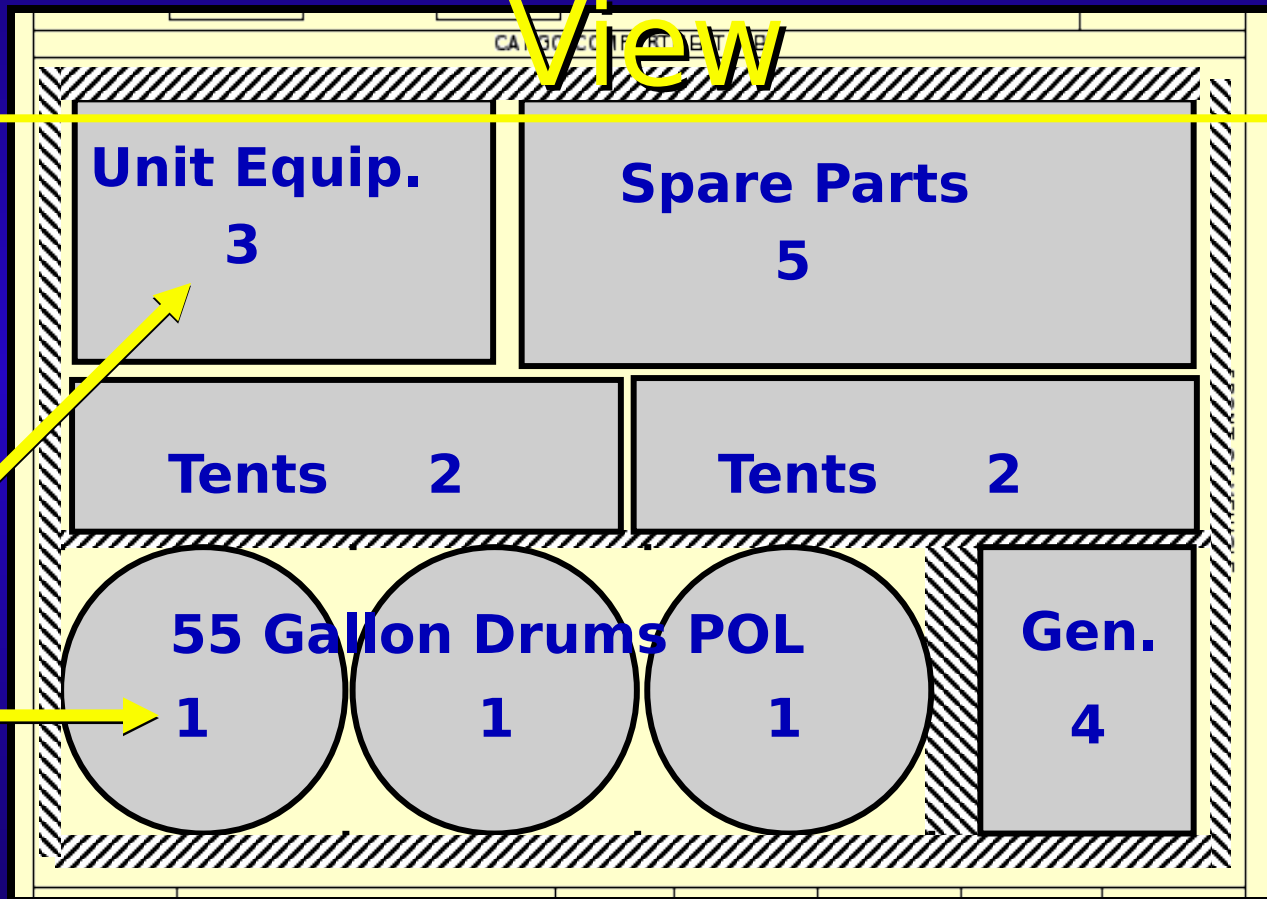 View
Unit Equip.
3
Spare Parts
5
Tents 2
Tents 2
55 Gallon Drums POL
1 1 1
Gen.
4